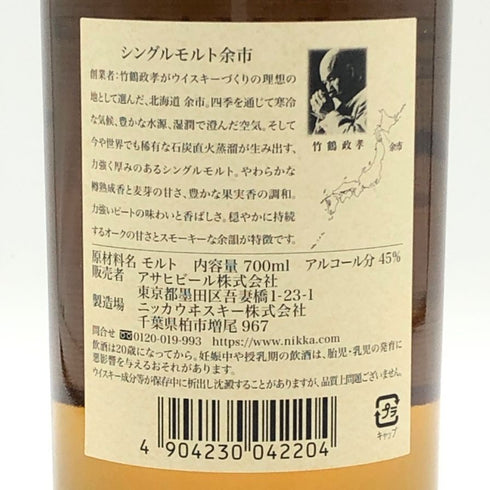 シングルモルト余市
創業者:竹鶴政孝がウイスキーづくりの理想の
地として選んだ、北海道 余市。四季を通じて寒冷
な気候、豊かな水源、湿潤で澄んだ空気。そして
今や世界でも稀有な石炭直火蒸溜が生み出す、
力強く厚みのあるシングルモルト。やわらかな
樽熟成香と麦芽の甘さ、豊かな果実香の調和。
力強いピートの味わいと香ばしさ。穏やかに持続
するオークの甘さとスモーキーな余韻が特徴です。
竹鶴政孝
余市
原材料名 モルト 内容量 700ml アルコール分 45%
販売者 アサヒビール株式会社
東京都墨田区吾妻橋1-23-1
製造場 ニッカウヰスキー株式会社
千葉県柏市増尾 967
問合せ 0120-019-993 https://www.nikka.com
飲酒は20歳になってから。妊娠中や授乳期の飲酒は、胎児・乳児の発育に
悪影響を与えるおそれがあります。
ウイスキー成分等が保存中に析出し沈澱することがありますが、品質上問題ございません。
プラ
キャップ
4 904230 042204